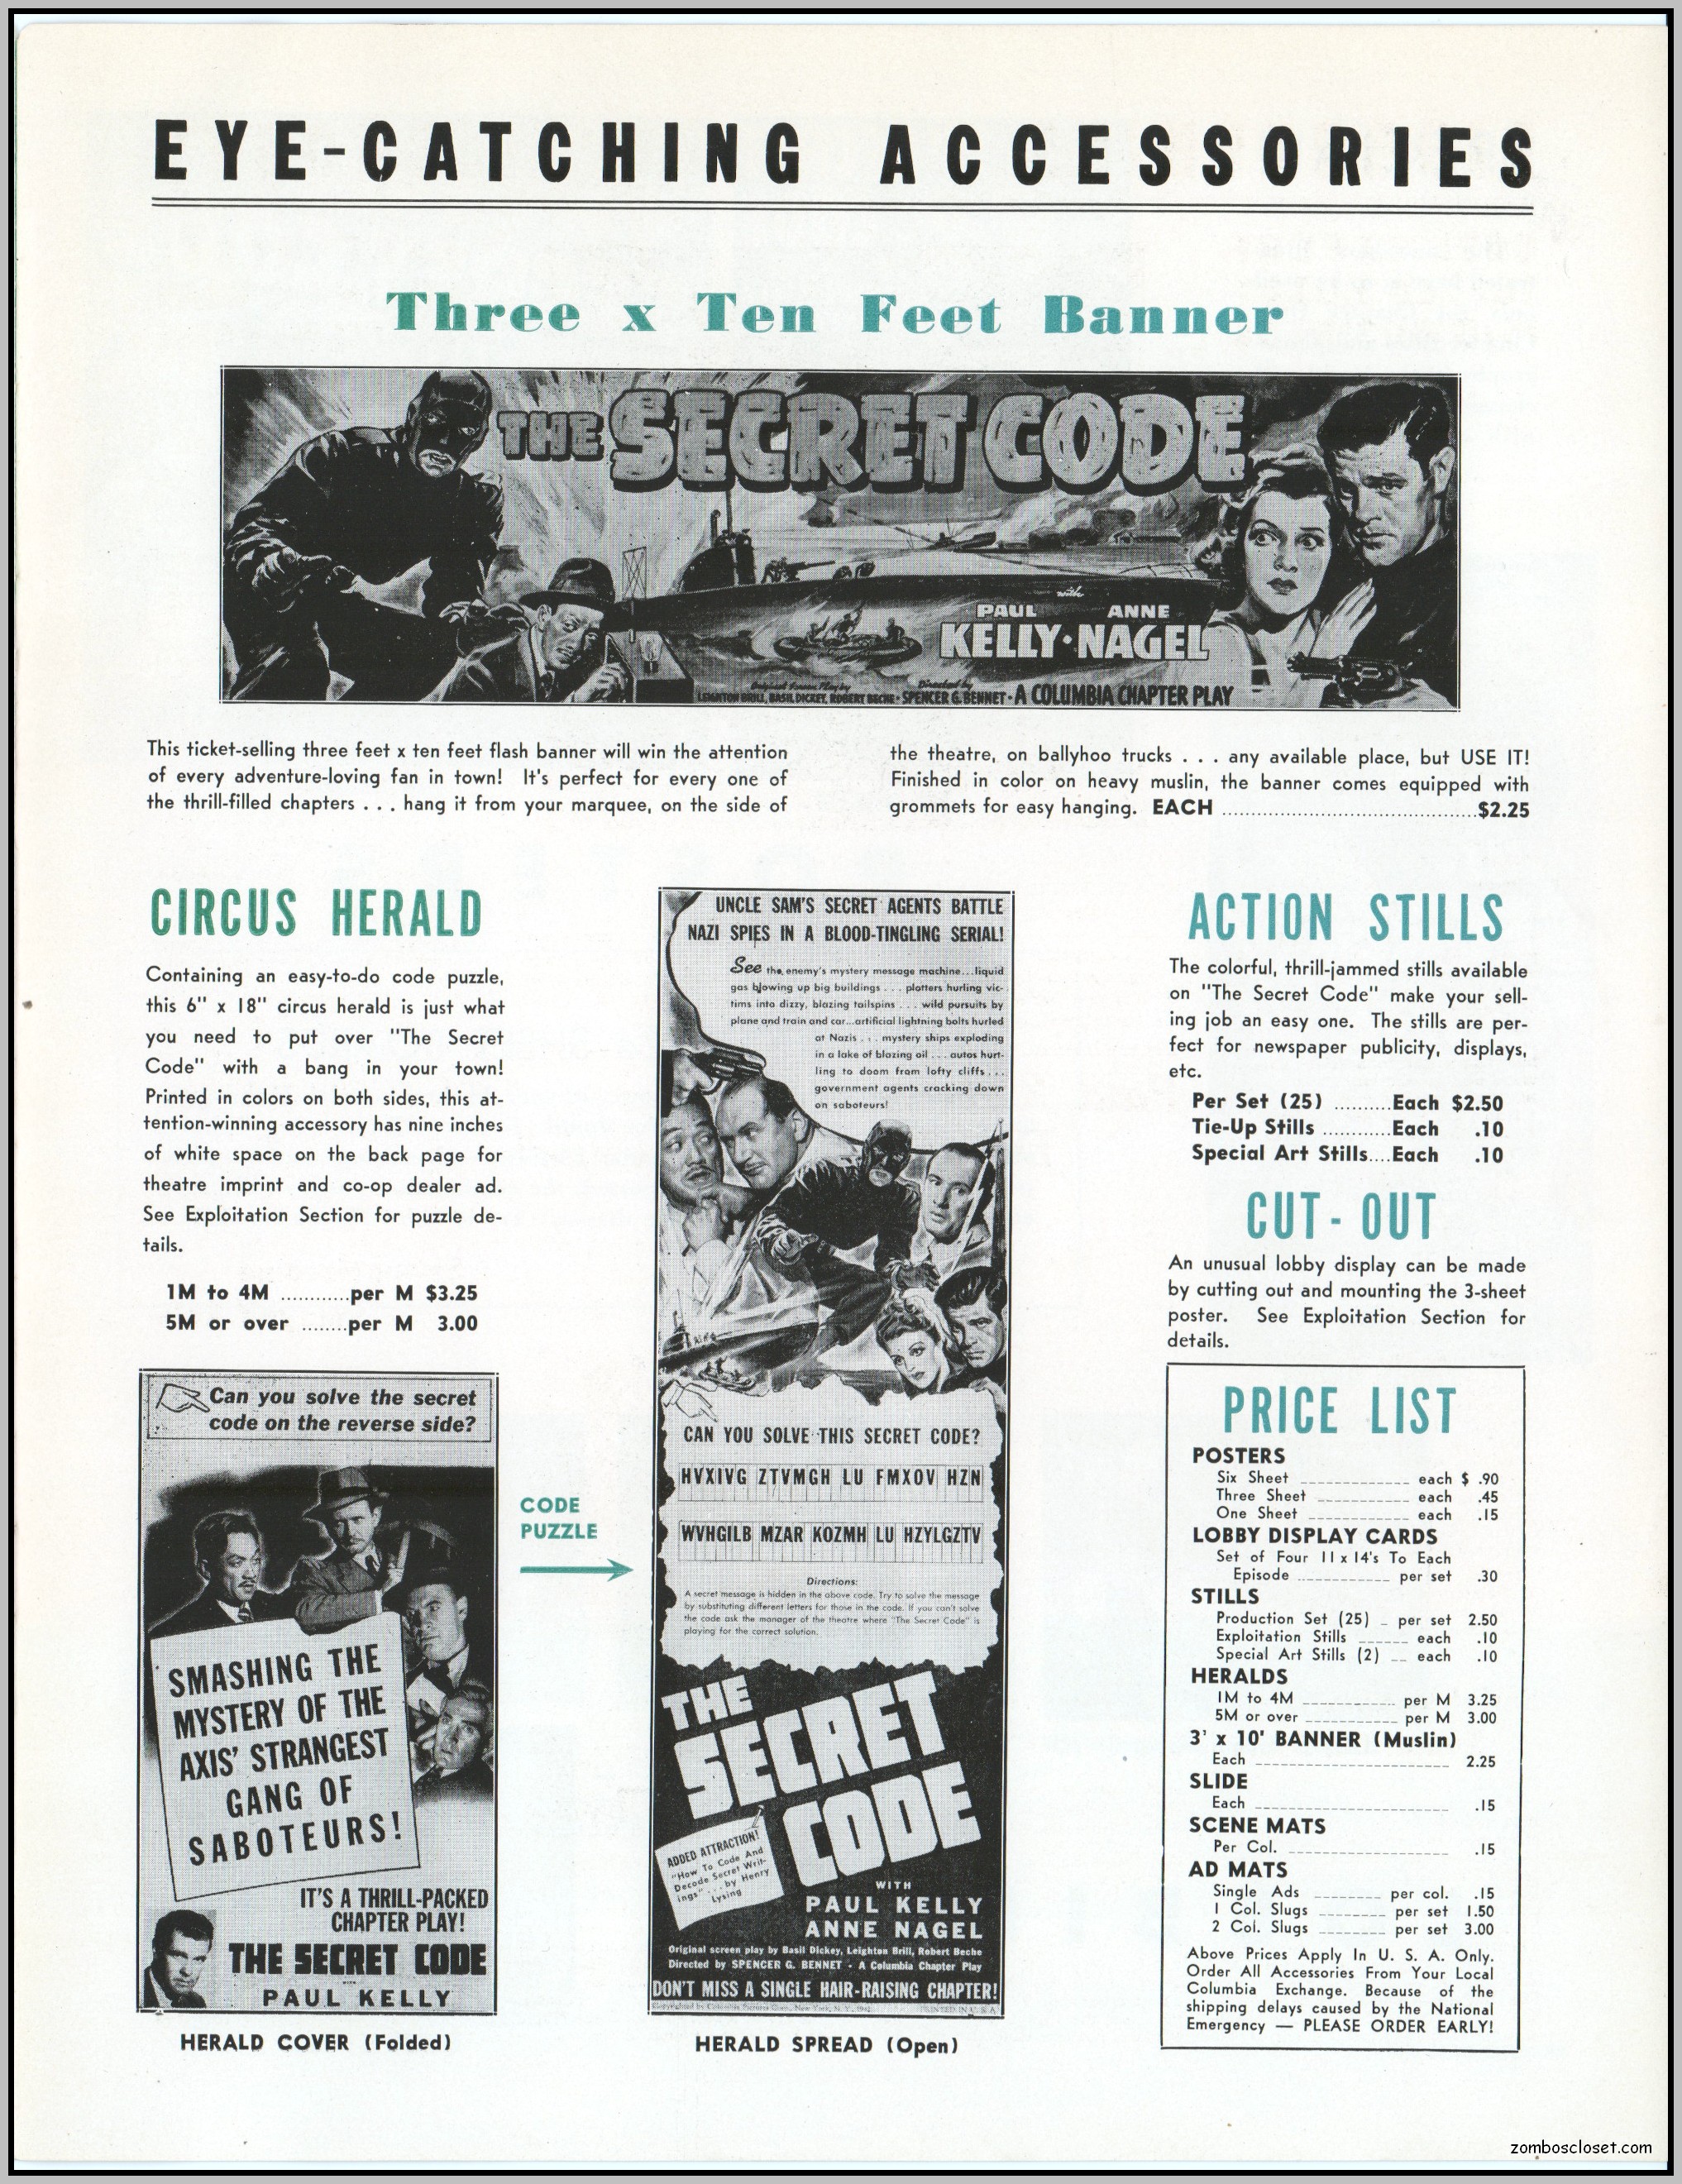 EYE-CATCHING ACCESSORIES
Three x Ten Feet Banner
THE SECRET CODE
with
PAUL ANNE
KELLY · NAGEL
Directed by
LEIGHTON BRILL, BASIL DICKEY, ROBERT BECHE · SPENCER G. BENNET · A COLUMBIA CHAPTER PLAY
This ticket-selling three feet x ten feet flash banner will win the attention
of every adventure-loving fan in town! It's perfect for every one of
the thrill-filled chapters . . . hang it from your marquee, on the side of
the theatre, on ballyhoo trucks . . . any available place, but USE IT!
Finished in color on heavy muslin, the banner comes equipped with
grommets for easy hanging. EACH ............................................$2.25
CIRCUS HERALD
Containing an easy-to-do code puzzle,
this 6" x 18" circus herald is just what
you need to put over "The Secret
Code" with a bang in your town!
Printed in colors on both sides, this at-
tention-winning accessory has nine inches
of white space on the back page for
theatre imprint and co-op dealer ad.
See Exploitation Section for puzzle de-
tails.
1M to 4M ............per M $3.25
5M or over ........per M 3.00
Can you solve the secret
code on the reverse side?
SMASHING THE
MYSTERY OF THE
AXIS' STRANGEST
GANG OF
SABOTEURS!
IT'S A THRILL-PACKED
CHAPTER PLAY!
THE SECRET CODE
WITH
PAUL KELLY
HERALD COVER (Folded)
CODE
PUZZLE
UNCLE SAM'S SECRET AGENTS BATTLE
NAZI SPIES IN A BLOOD-TINGLING SERIAL!
See the enemy's mystery message machine...liquid
gas blowing up big buildings . . . plotters hurling vic-
tims into dizzy, blazing tailspins . . . wild pursuits by
plane and train and car...artificial lightning bolts hurled
at Nazis . . . mystery ships exploding
in a lake of blazing oil . . . autos hurt-
ling to doom from lofty cliffs . . .
government agents cracking down
on saboteurs!
CAN YOU SOLVE THIS SECRET CODE?
HVXIVG ZTVMGH LU FMXOV HZN
WVHGILB MZAR KOZMH LU HZYLGZTV
Directions:
A secret message is hidden in the above code. Try to solve the message
by substituting different letters for those in the code. If you can't solve
the code ask the manager of the theatre where "The Secret Code" is
playing for the correct solution.
THE
SECRET
CODE
ADDED ATTRACTION!
"How To Code And
Decode Secret Writ-
ings" . . . by Henry
Lysing
WITH
PAUL KELLY
ANNE NAGEL
Original screen play by Basil Dickey, Leighton Brill, Robert Beche
Directed by SPENCER G. BENNET · A Columbia Chapter Play
DON'T MISS A SINGLE HAIR-RAISING CHAPTER!
HERALD SPREAD (Open)
ACTION STILLS
The colorful, thrill-jammed stills available
on "The Secret Code" make your sell-
ing job an easy one. The stills are per-
fect for newspaper publicity, displays,
etc.
Per Set (25) ..........Each $2.50
Tie-Up Stills ............Each .10
Special Art Stills....Each .10
CUT-OUT
An unusual lobby display can be made
by cutting out and mounting the 3-sheet
poster. See Exploitation Section for
details.
PRICE LIST
POSTERS
Six Sheet ____________ each $ .90
Three Sheet __________ each .45
One Sheet ___________ each .15
LOBBY DISPLAY CARDS
Set of Four 11 x 14's To Each
Episode ___________ per set .30
STILLS
Production Set (25) _ per set 2.50
Exploitation Stills ______ each .10
Special Art Stills (2) __ each .10
HERALDS
1M to 4M ____________ per M 3.25
5M or over ___________ per M 3.00
3' x 10' BANNER (Muslin)
Each ________________________ 2.25
SLIDE
Each ________________________ .15
SCENE MATS
Per Col. ____________________ .15
AD MATS
Single Ads ________ per col. .15
1 Col. Slugs ________ per set 1.50
2 Col. Slugs ________ per set 3.00
Above Prices Apply In U. S. A. Only.
Order All Accessories From Your Local
Columbia Exchange. Because of the
shipping delays caused by the National
Emergency — PLEASE ORDER EARLY!
zomboscloset.com